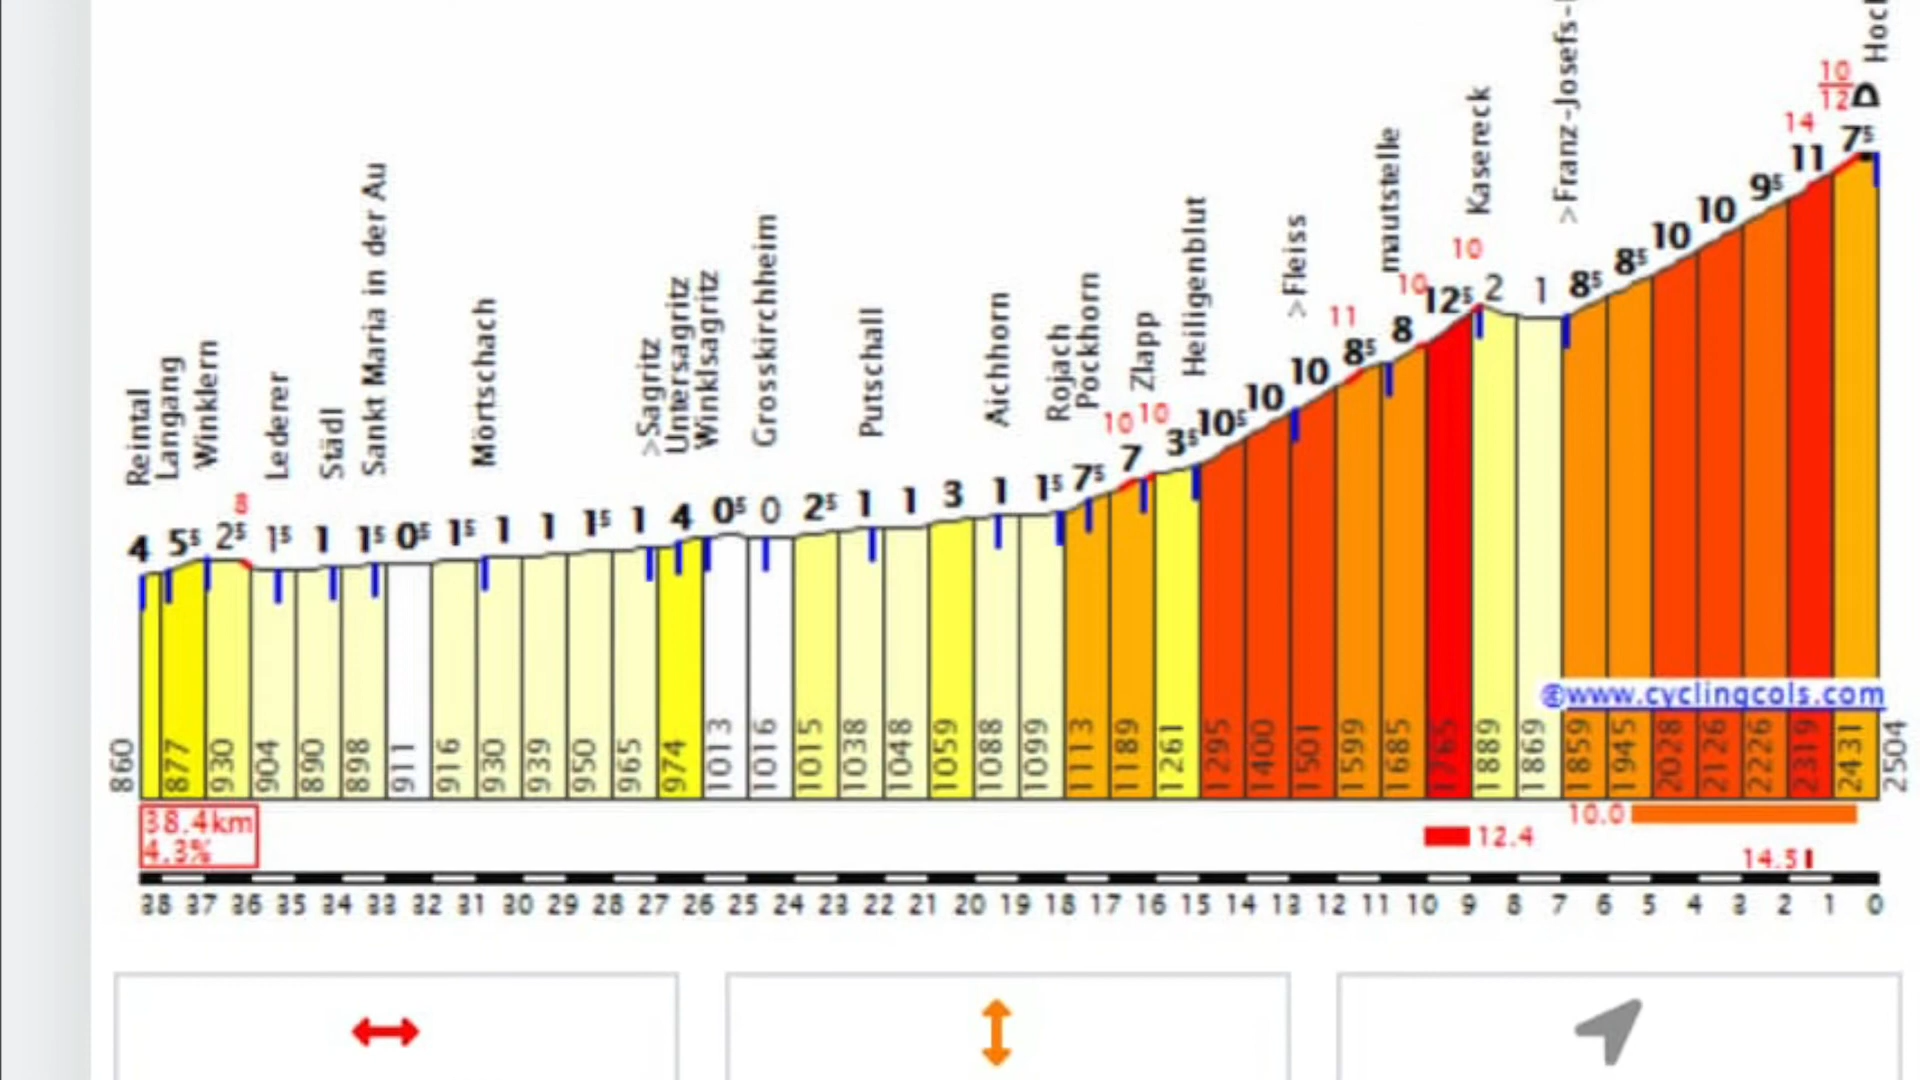 Reintal
Langang
Winklern
Lederer
Städl
Sankt Maria in der Au
Mörtschach
>Sagritz
Untersagritz
Winklsagritz
Grosskirchheim
Putschall
Aichhorn
Rojach
Pockhorn
Zlapp
Heiligenblut
>Fleiss
mautstelle
Kasereck
>Franz-Josefs-
8
10
10
11
10
10
14
10
12
4 5⁵ 2⁵ 1⁵ 1 1⁵ 0⁵ 1⁵ 1 1 1⁵ 1 4 0⁵ 0 2⁵ 1 1 3 1 1⁵ 7⁵ 7 3⁵ 10⁵ 10 10 8⁵ 8 12⁵ 2 1 8⁵ 8⁵ 10 10 9⁵ 11 7⁵
@www.cyclingcols.com
860 877 930 904 890 898 911 916 930 939 950 965 974 1013 1016 1015 1038 1048 1059 1088 1099 1113 1189 1261 1295 1400 1501 1599 1685 1765 1889 1869 1859 1945 2028 2126 2226 2319 2431 2504
38.4km
4.3%
10.0
12.4
14.5
38 37 36 35 34 33 32 31 30 29 28 27 26 25 24 23 22 21 20 19 18 17 16 15 14 13 12 11 10 9 8 7 6 5 4 3 2 1 0